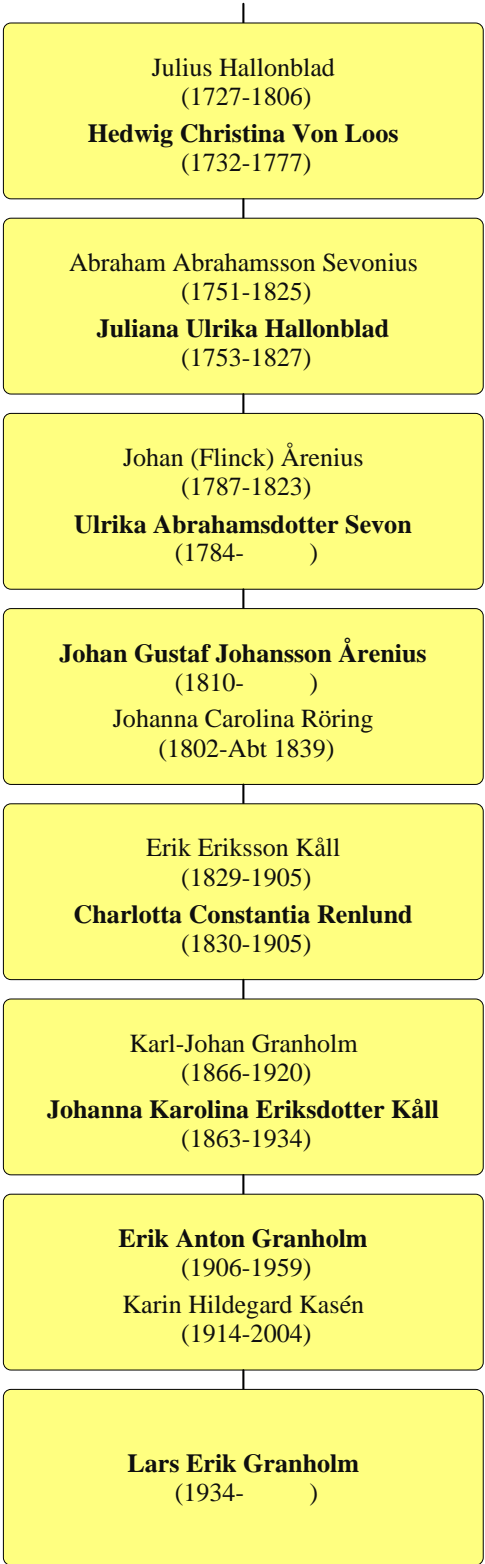 Julius Hallonblad
(1727-1806)
Hedwig Christina Von Loos
(1732-1777)
Abraham Abrahamsson Sevonius
(1751-1825)
Juliana Ulrika Hallonblad
(1753-1827)
Johan (Flinck) Årenius
(1787-1823)
Ulrika Abrahamsdotter Sevon
(1784- )
Johan Gustaf Johansson Årenius
(1810- )
Johanna Carolina Röring
(1802-Abt 1839)
Erik Eriksson Kåll
(1829-1905)
Charlotta Constantia Renlund
(1830-1905)
Karl-Johan Granholm
(1866-1920)
Johanna Karolina Eriksdotter Kåll
(1863-1934)
Erik Anton Granholm
(1906-1959)
Karin Hildegard Kasén
(1914-2004)
Lars Erik Granholm
(1934- )